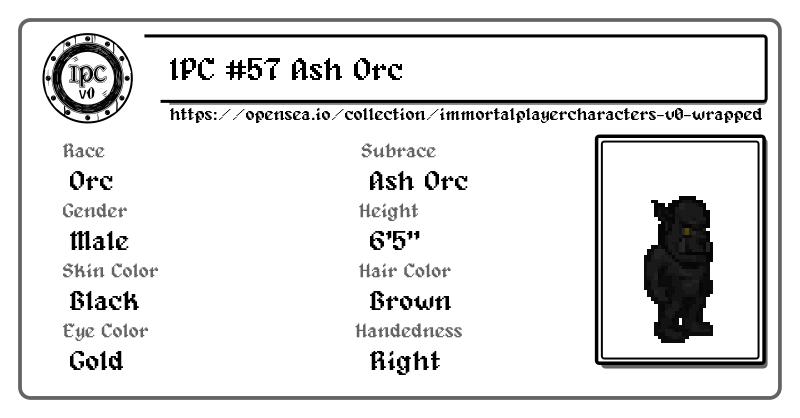 IPC
v0
IPC #57 Ash Orc
https://opensea.io/collection/immortalplayercharacters-v0-wrapped
Race
Subrace
Orc
Ash Orc
Gender
Height
Male
6'5"
Skin Color
Hair Color
Black
Brown
Eye Color
Handedness
Gold
Right